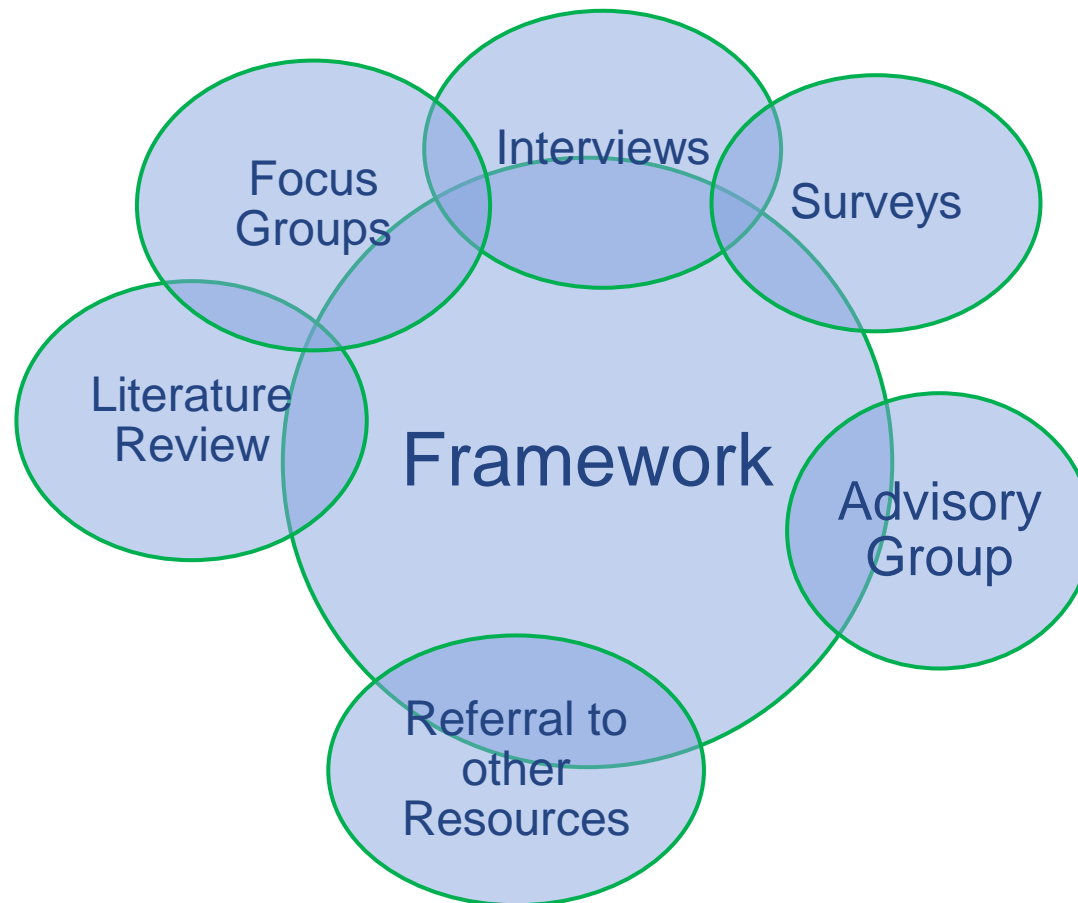 Interviews
Focus
Groups
Surveys
Literature
Review
Framework
Advisory
Group
Referral to
other
Resources